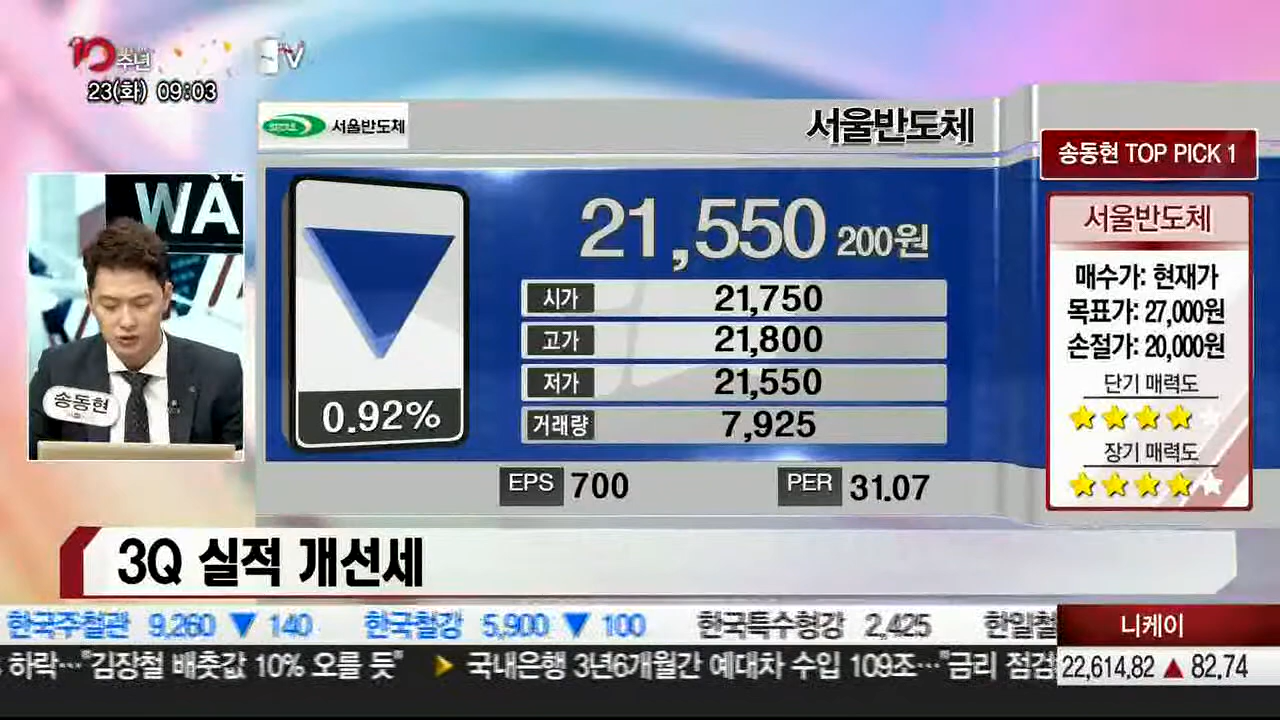 10주년
23(화) 09:03
SEOUL 서울반도체
서울반도체
송동현 TOP PICK 1
서울반도체
매수가: 현재가
목표가: 27,000원
손절가: 20,000원
단기 매력도
장기 매력도
WA
송동현
21,550 200원
시가 21,750
고가 21,800
저가 21,550
거래량 7,925
0.92%
EPS 700
PER 31.07
3Q 실적 개선세
한국주철관 9,260 ▼ 140 한국철강 5,900 ▼ 100 한국특수형강 2,425 한일철
니케이
하락…"김장철 배춧값 10% 오를 듯" 국내은행 3년6개월간 예대차 수입 109조…"금리 점검
22,614.82 ▲ 82.74